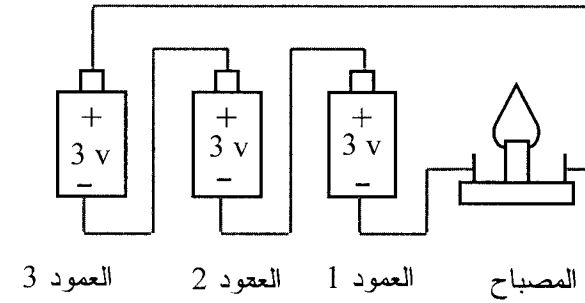 + + +
3 v 3 v 3 v
− − −
المصباح العمود 1 العمود 2 العمود 3